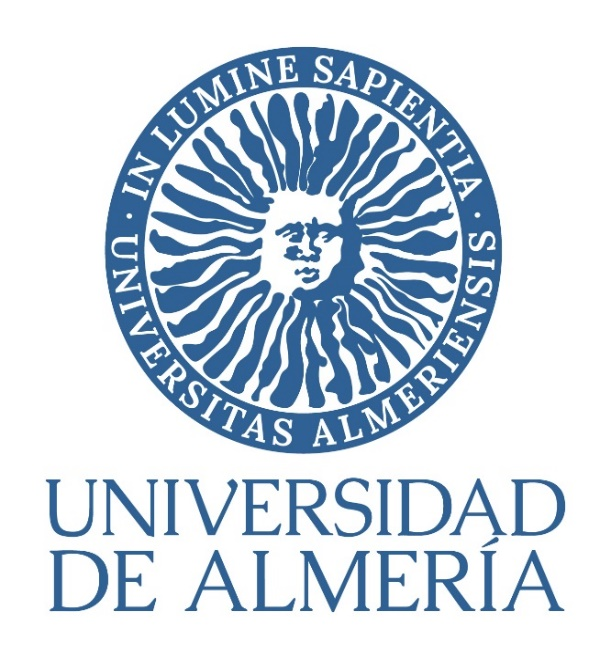 · IN LUMINE SAPIENTIA ·
UNIVERSITAS ALMERIENSIS
UNIVERSIDAD
DE ALMERÍA